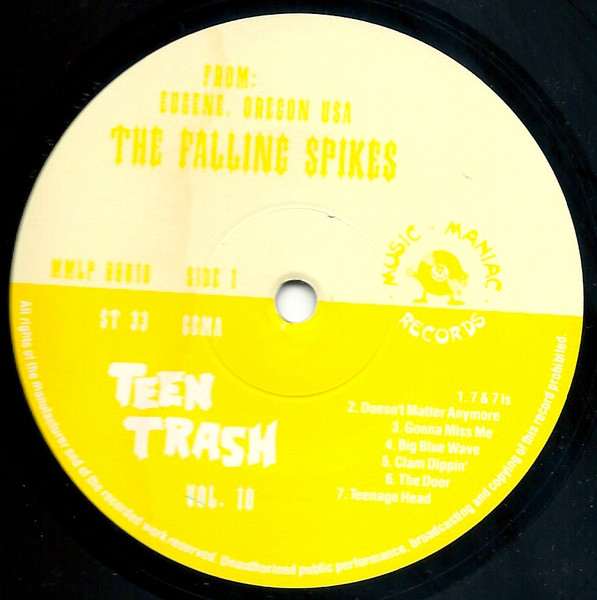 FROM:
EUGENE, OREGON USA
THE FALLING SPIKES
MUSIC · MANIAC
RECORDS
SIDE 1
ST 33 GEMA
TEEN
TRASH
VOL. 10
1. 7 & 7 Is
2. Doesn't Matter Anymore
3. Gonna Miss Me
4. Big Blue Wave
5. Clam Dippin'
6. The Door
7. Teenage Head
All rights of the manufacturer and of the recorded work reserved. Unauthorised public performance, broadcasting and copying of this record prohibited.